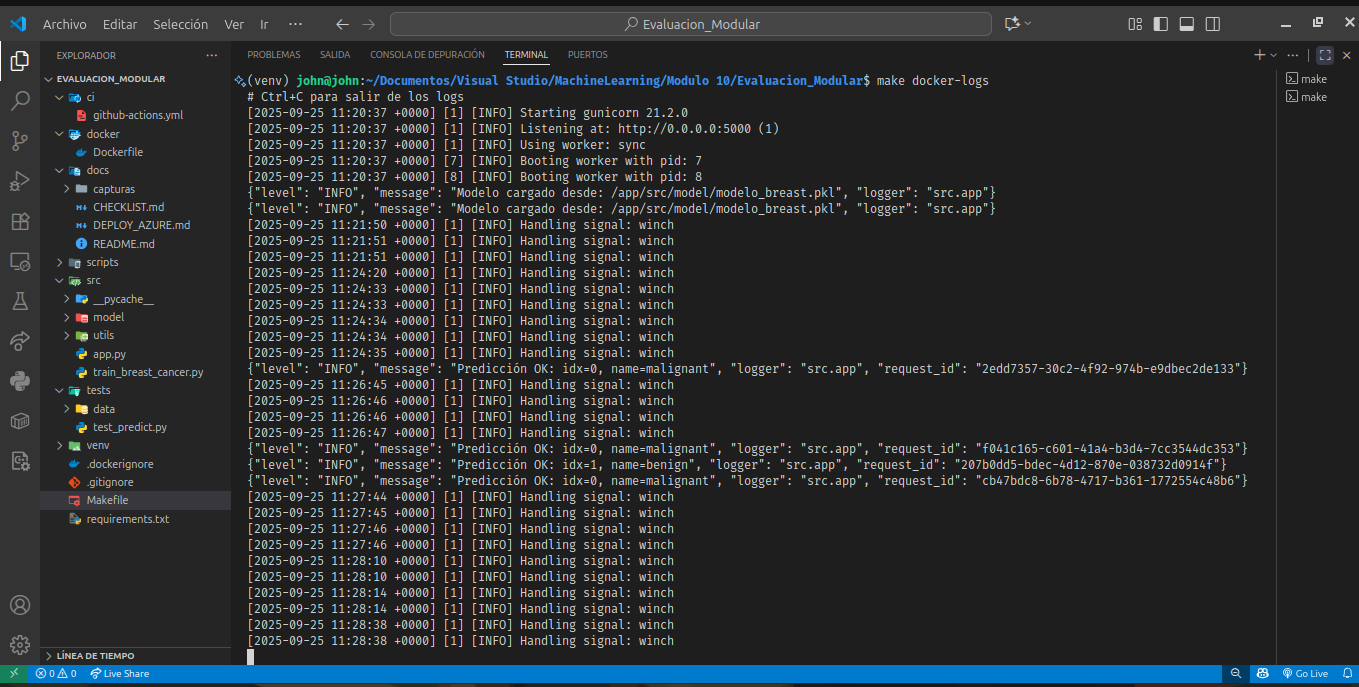 Archivo Editar Selección Ver Ir ··· Evaluacion_Modular
EXPLORADOR ···
EVALUACION_MODULAR
ci
github-actions.yml
docker
Dockerfile
docs
capturas
CHECKLIST.md
DEPLOY_AZURE.md
README.md
scripts
src
__pycache__
model
utils
app.py
train_breast_cancer.py
tests
data
test_predict.py
venv
.dockerignore
.gitignore
Makefile
requirements.txt
LÍNEA DE TIEMPO
PROBLEMAS SALIDA CONSOLA DE DEPURACIÓN TERMINAL PUERTOS
(venv) john@john:~/Documentos/Visual Studio/MachineLearning/Modulo 10/Evaluacion_Modular$ make docker-logs
# Ctrl+C para salir de los logs
[2025-09-25 11:20:37 +0000] [1] [INFO] Starting gunicorn 21.2.0
[2025-09-25 11:20:37 +0000] [1] [INFO] Listening at: http://0.0.0.0:5000 (1)
[2025-09-25 11:20:37 +0000] [1] [INFO] Using worker: sync
[2025-09-25 11:20:37 +0000] [7] [INFO] Booting worker with pid: 7
[2025-09-25 11:20:37 +0000] [8] [INFO] Booting worker with pid: 8
{"level": "INFO", "message": "Modelo cargado desde: /app/src/model/modelo_breast.pkl", "logger": "src.app"}
{"level": "INFO", "message": "Modelo cargado desde: /app/src/model/modelo_breast.pkl", "logger": "src.app"}
[2025-09-25 11:21:50 +0000] [1] [INFO] Handling signal: winch
[2025-09-25 11:21:51 +0000] [1] [INFO] Handling signal: winch
[2025-09-25 11:21:51 +0000] [1] [INFO] Handling signal: winch
[2025-09-25 11:24:20 +0000] [1] [INFO] Handling signal: winch
[2025-09-25 11:24:33 +0000] [1] [INFO] Handling signal: winch
[2025-09-25 11:24:33 +0000] [1] [INFO] Handling signal: winch
[2025-09-25 11:24:34 +0000] [1] [INFO] Handling signal: winch
[2025-09-25 11:24:34 +0000] [1] [INFO] Handling signal: winch
[2025-09-25 11:24:35 +0000] [1] [INFO] Handling signal: winch
{"level": "INFO", "message": "Predicción OK: idx=0, name=malignant", "logger": "src.app", "request_id": "2edd7357-30c2-4f92-974b-e9dbec2de133"}
[2025-09-25 11:26:45 +0000] [1] [INFO] Handling signal: winch
[2025-09-25 11:26:46 +0000] [1] [INFO] Handling signal: winch
[2025-09-25 11:26:46 +0000] [1] [INFO] Handling signal: winch
[2025-09-25 11:26:47 +0000] [1] [INFO] Handling signal: winch
{"level": "INFO", "message": "Predicción OK: idx=0, name=malignant", "logger": "src.app", "request_id": "f041c165-c601-41a4-b3d4-7cc3544dc353"}
{"level": "INFO", "message": "Predicción OK: idx=1, name=benign", "logger": "src.app", "request_id": "207b0dd5-bdec-4d12-870e-038732d0914f"}
{"level": "INFO", "message": "Predicción OK: idx=0, name=malignant", "logger": "src.app", "request_id": "cb47bdc8-6b78-4717-b361-1772554c48b6"}
[2025-09-25 11:27:44 +0000] [1] [INFO] Handling signal: winch
[2025-09-25 11:27:45 +0000] [1] [INFO] Handling signal: winch
[2025-09-25 11:27:46 +0000] [1] [INFO] Handling signal: winch
[2025-09-25 11:27:46 +0000] [1] [INFO] Handling signal: winch
[2025-09-25 11:28:10 +0000] [1] [INFO] Handling signal: winch
[2025-09-25 11:28:10 +0000] [1] [INFO] Handling signal: winch
[2025-09-25 11:28:14 +0000] [1] [INFO] Handling signal: winch
[2025-09-25 11:28:14 +0000] [1] [INFO] Handling signal: winch
[2025-09-25 11:28:38 +0000] [1] [INFO] Handling signal: winch
[2025-09-25 11:28:38 +0000] [1] [INFO] Handling signal: winch
make
make
0 0 Live Share Go Live